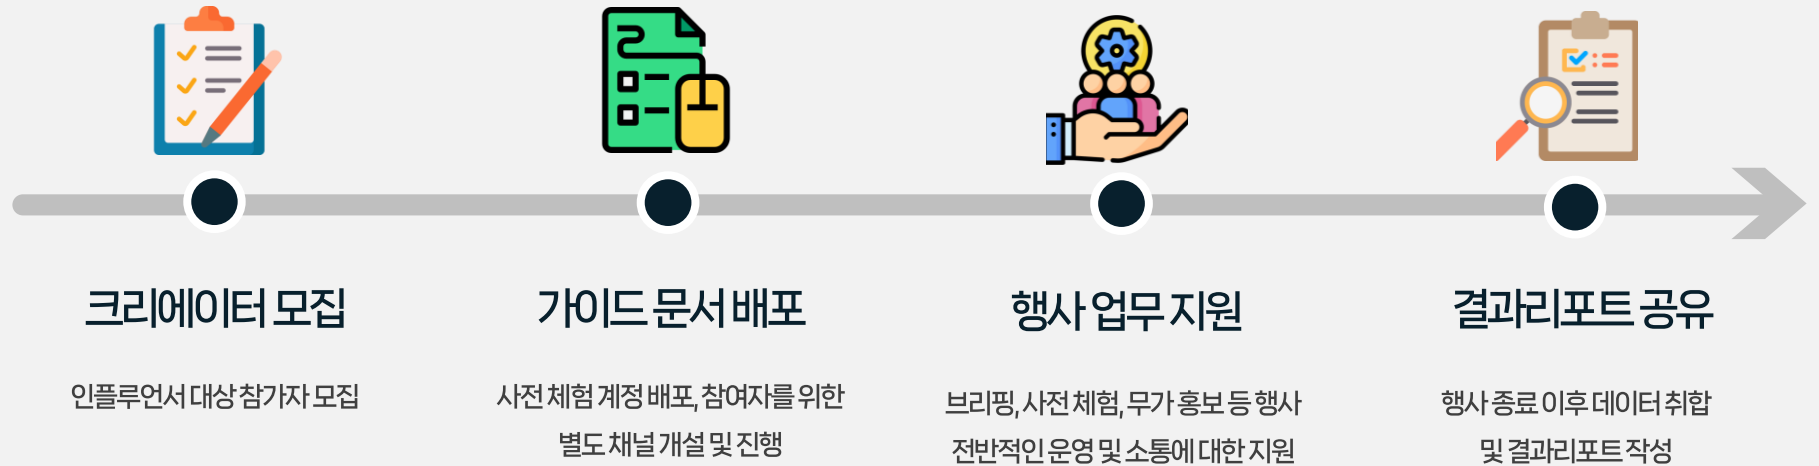 크리에이터 모집
인플루언서 대상 참가자 모집
가이드 문서 배포
사전 체험 계정 배포, 참여자를 위한
별도 채널 개설 및 진행
행사 업무 지원
브리핑, 사전 체험, 무가 홍보 등 행사
전반적인 운영 및 소통에 대한 지원
결과리포트 공유
행사 종료 이후 데이터 취합
및 결과리포트 작성